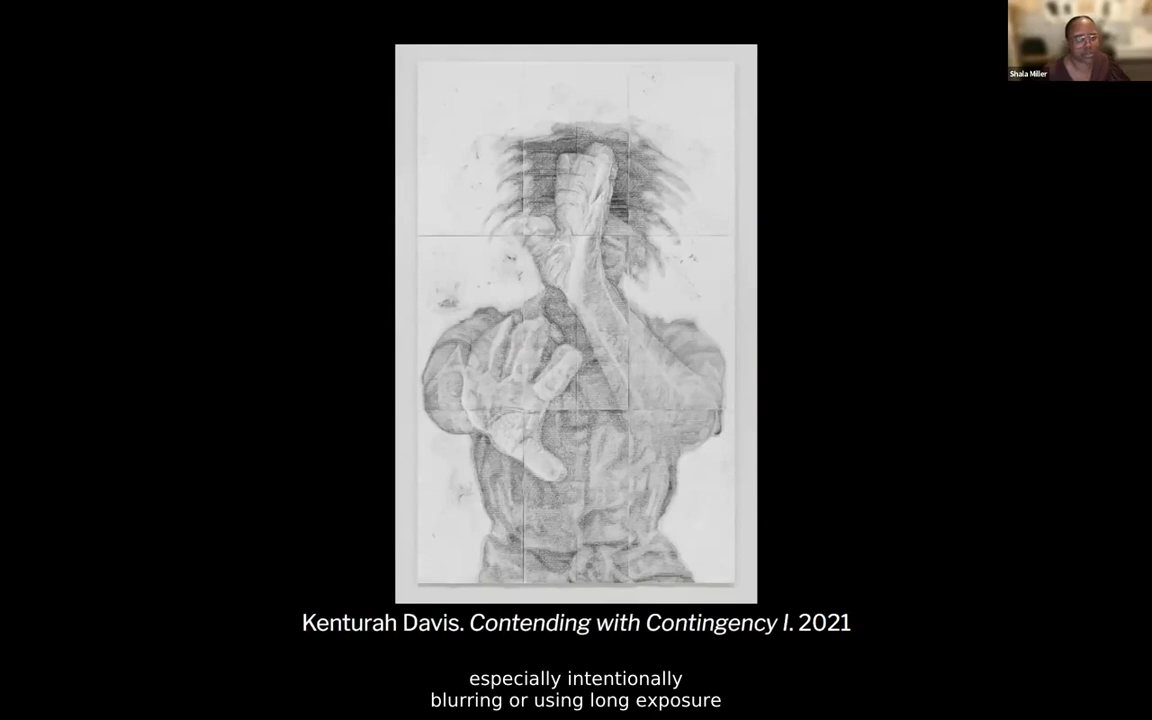 Shala Miller
Kenturah Davis. Contending with Contingency I. 2021
especially intentionally
blurring or using long exposure